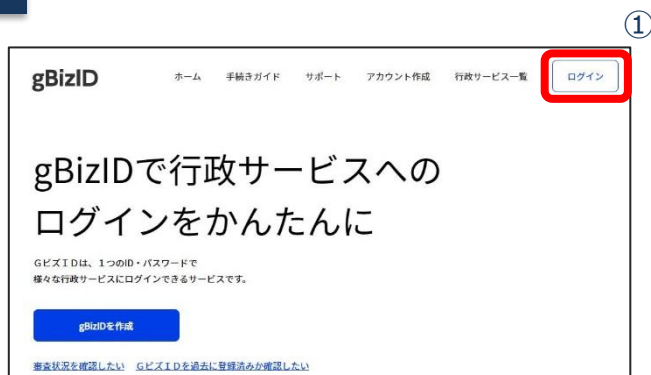 ①
gBizID ホーム 手続きガイド サポート アカウント作成 行政サービス一覧 ログイン
gBizIDで行政サービスへの
ログインをかんたんに
GビズIDは、1つのID・パスワードで
様々な行政サービスにログインできるサービスです。
gBizIDを作成
審査状況を確認したい GビズIDを過去に登録済みか確認したい